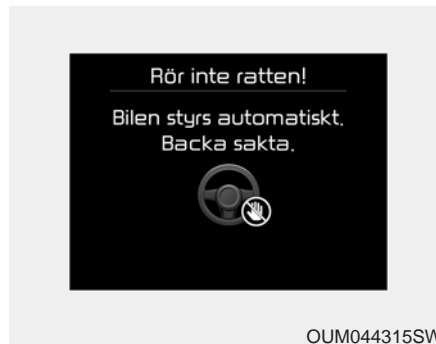 Rör inte ratten!
Bilen styrs automatiskt.
Backa sakta.
OUM044315SW